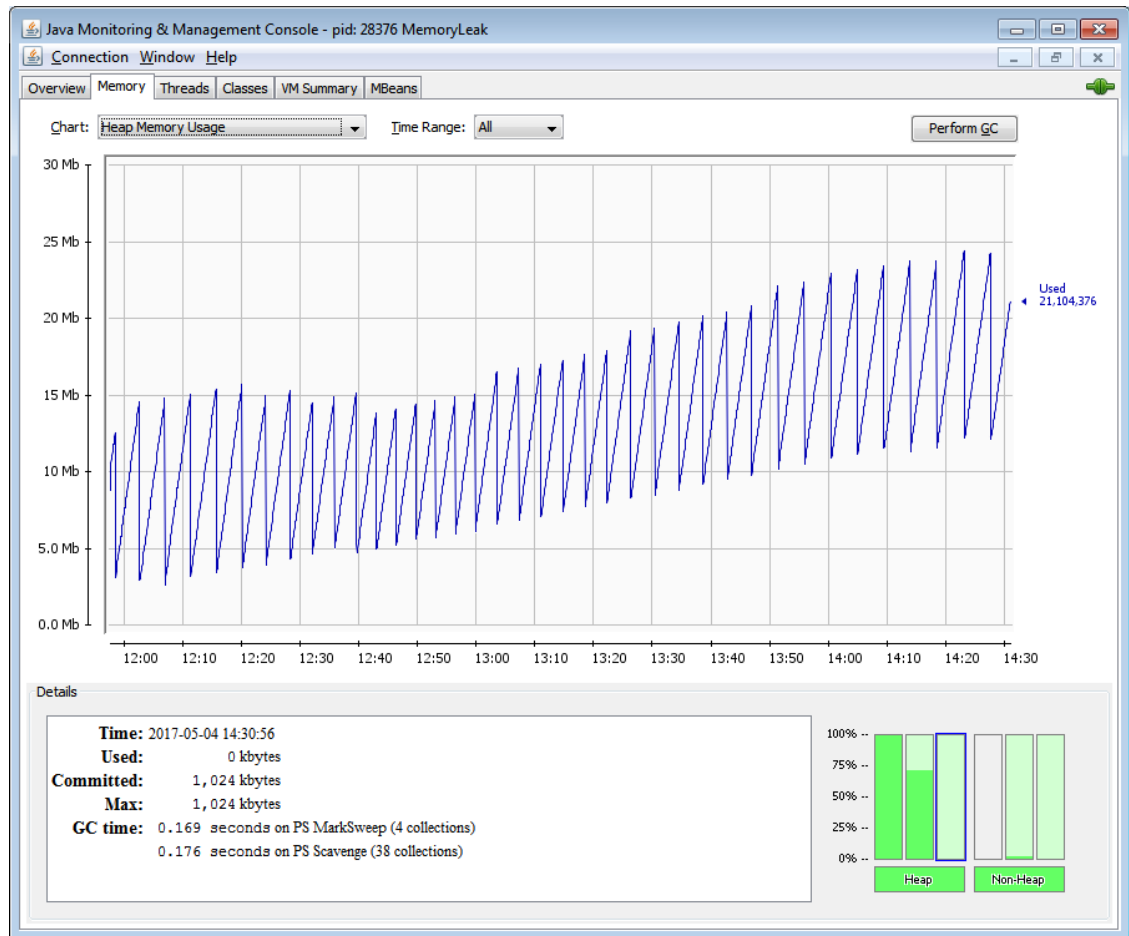 Java Monitoring & Management Console - pid: 28376 MemoryLeak
Connection Window Help
Overview Memory Threads Classes VM Summary MBeans
Chart: Heap Memory Usage Time Range: All Perform GC
30 Mb
25 Mb
Used
21,104,376
20 Mb
15 Mb
10 Mb
5.0 Mb
0.0 Mb
12:00 12:10 12:20 12:30 12:40 12:50 13:00 13:10 13:20 13:30 13:40 13:50 14:00 14:10 14:20 14:30
Details
Time: 2017-05-04 14:30:56
Used: 0 kbytes
Committed: 1,024 kbytes
Max: 1,024 kbytes
GC time: 0.169 seconds on PS MarkSweep (4 collections)
0.176 seconds on PS Scavenge (38 collections)
100% --
75% --
50% --
25% --
0% --
Heap Non-Heap